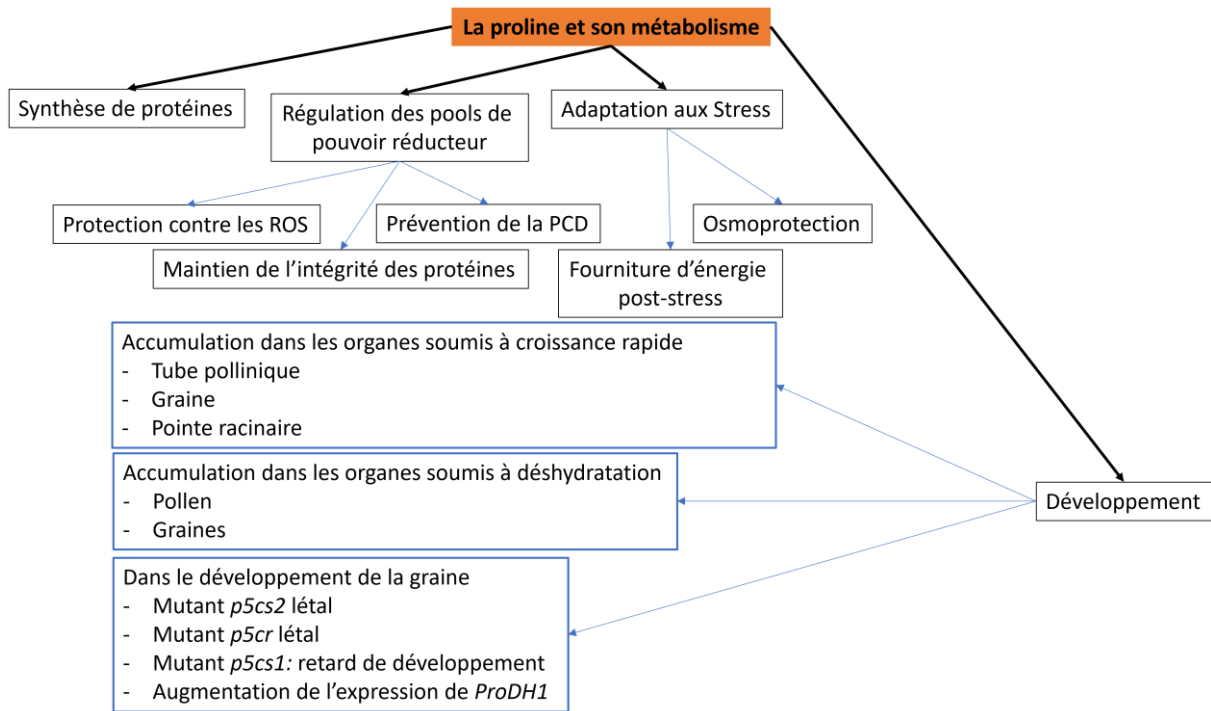 La proline et son métabolisme
Synthèse de protéines
Régulation des pools de
pouvoir réducteur
Adaptation aux Stress
Protection contre les ROS
Prévention de la PCD
Osmoprotection
Maintien de l'intégrité des protéines
Fourniture d'énergie
post-stress
Accumulation dans les organes soumis à croissance rapide
- Tube pollinique
- Graine
- Pointe racinaire
Accumulation dans les organes soumis à déshydratation
- Pollen
- Graines
Développement
Dans le développement de la graine
- Mutant p5cs2 létal
- Mutant p5cr létal
- Mutant p5cs1: retard de développement
- Augmentation de l'expression de ProDH1